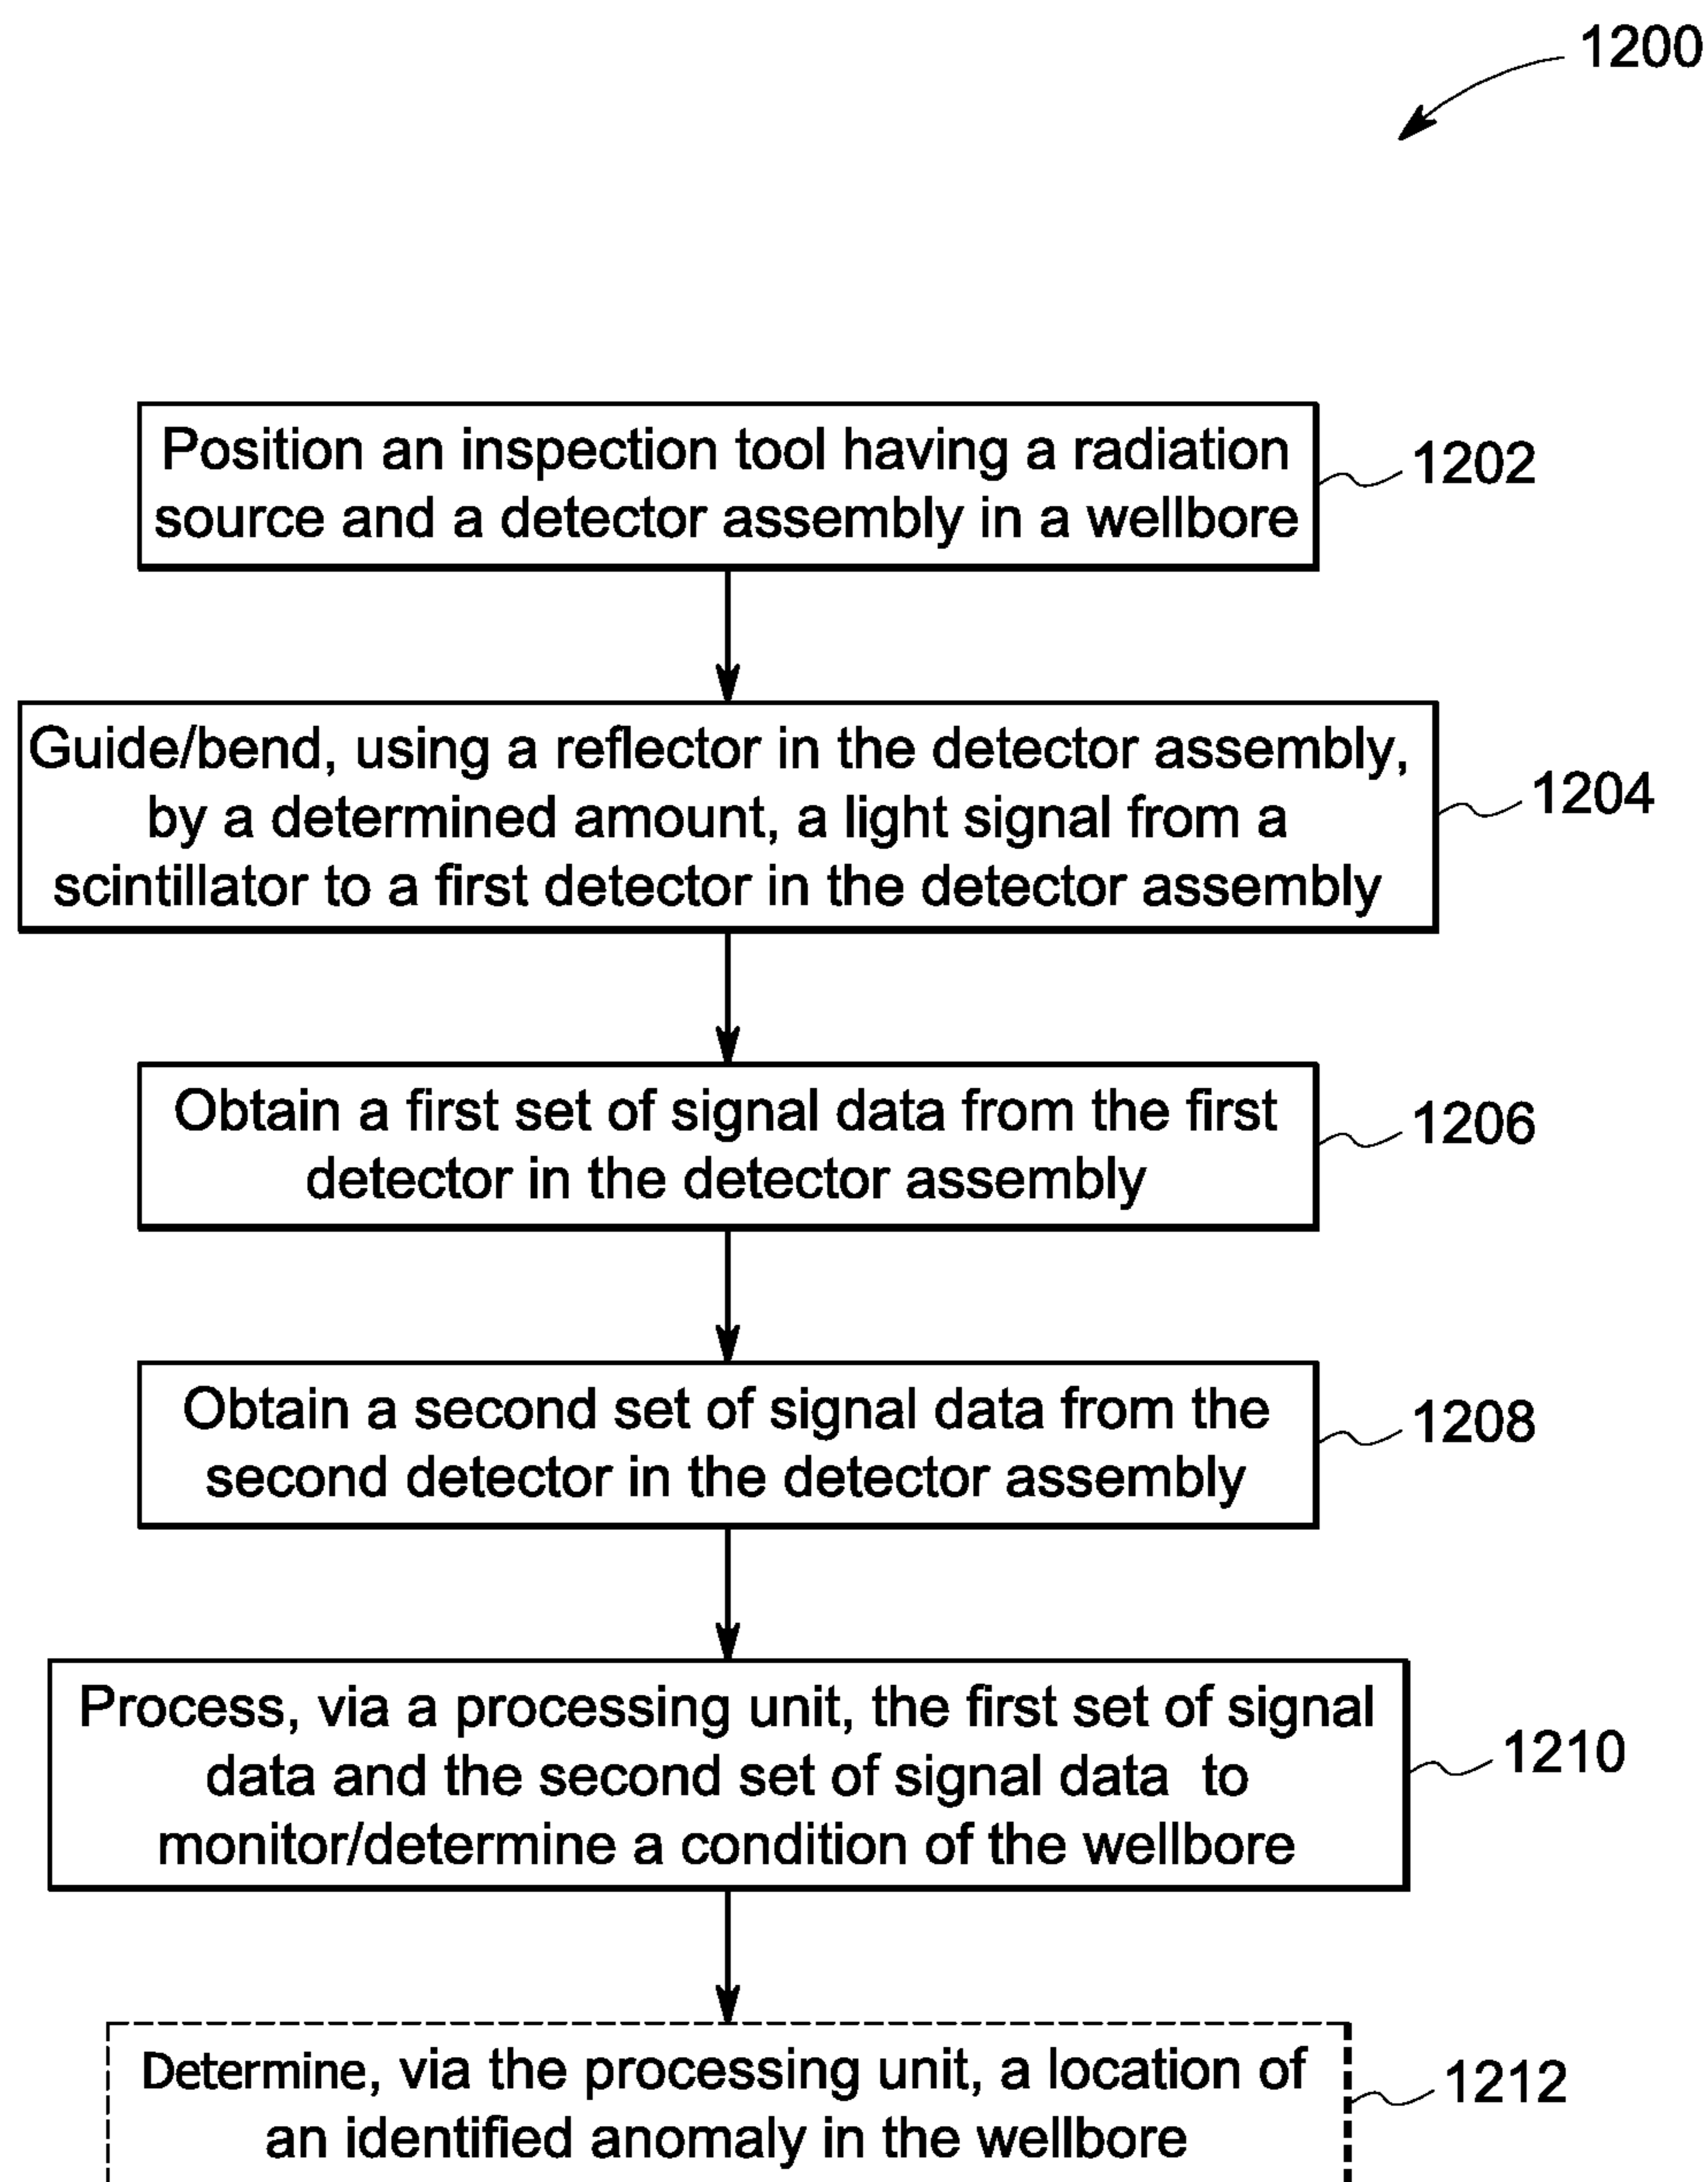 1200
Position an inspection tool having a radiation
source and a detector assembly in a wellbore
1202
Guide/bend, using a reflector in the detector assembly,
by a determined amount, a light signal from a
scintillator to a first detector in the detector assembly
1204
Obtain a first set of signal data from the first
detector in the detector assembly
1206
Obtain a second set of signal data from the
second detector in the detector assembly
1208
Process, via a processing unit, the first set of signal
data and the second set of signal data to
monitor/determine a condition of the wellbore
1210
Determine, via the processing unit, a location of
an identified anomaly in the wellbore
1212